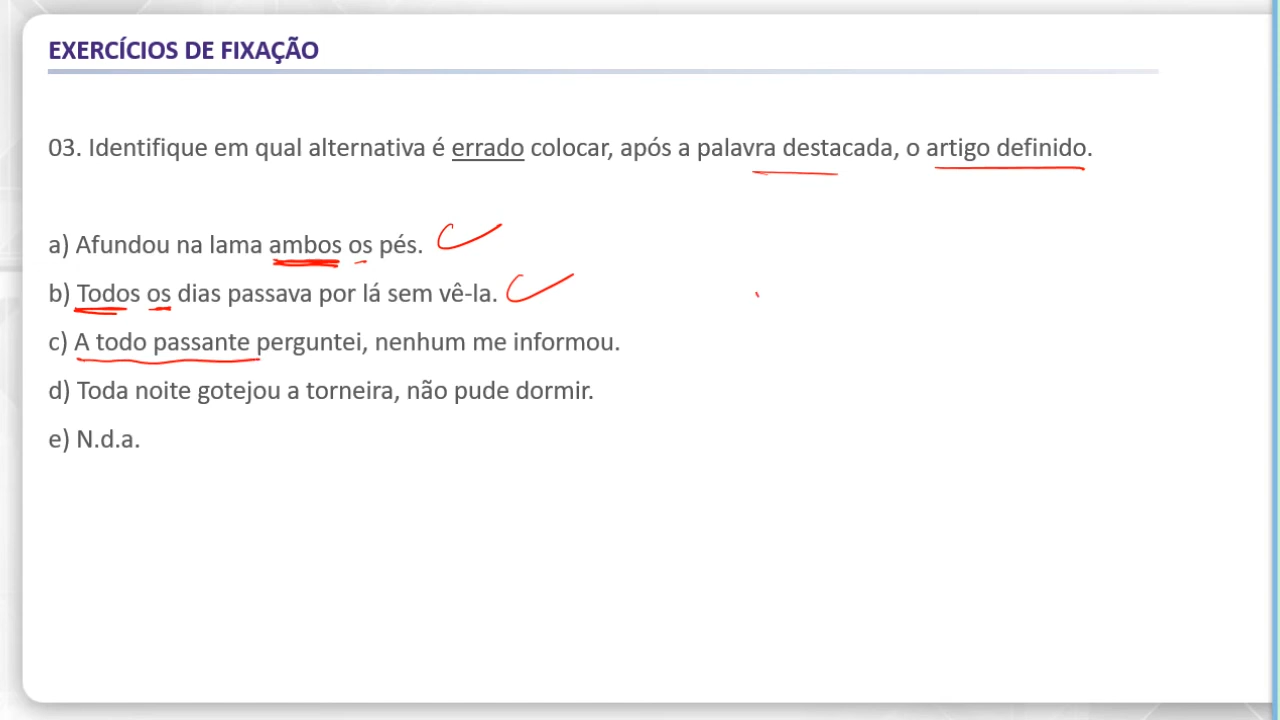 EXERCÍCIOS DE FIXAÇÃO
03. Identifique em qual alternativa é errado colocar, após a palavra destacada, o artigo definido.
a) Afundou na lama ambos os pés.
b) Todos os dias passava por lá sem vê-la.
c) A todo passante perguntei, nenhum me informou.
d) Toda noite gotejou a torneira, não pude dormir.
e) N.d.a.